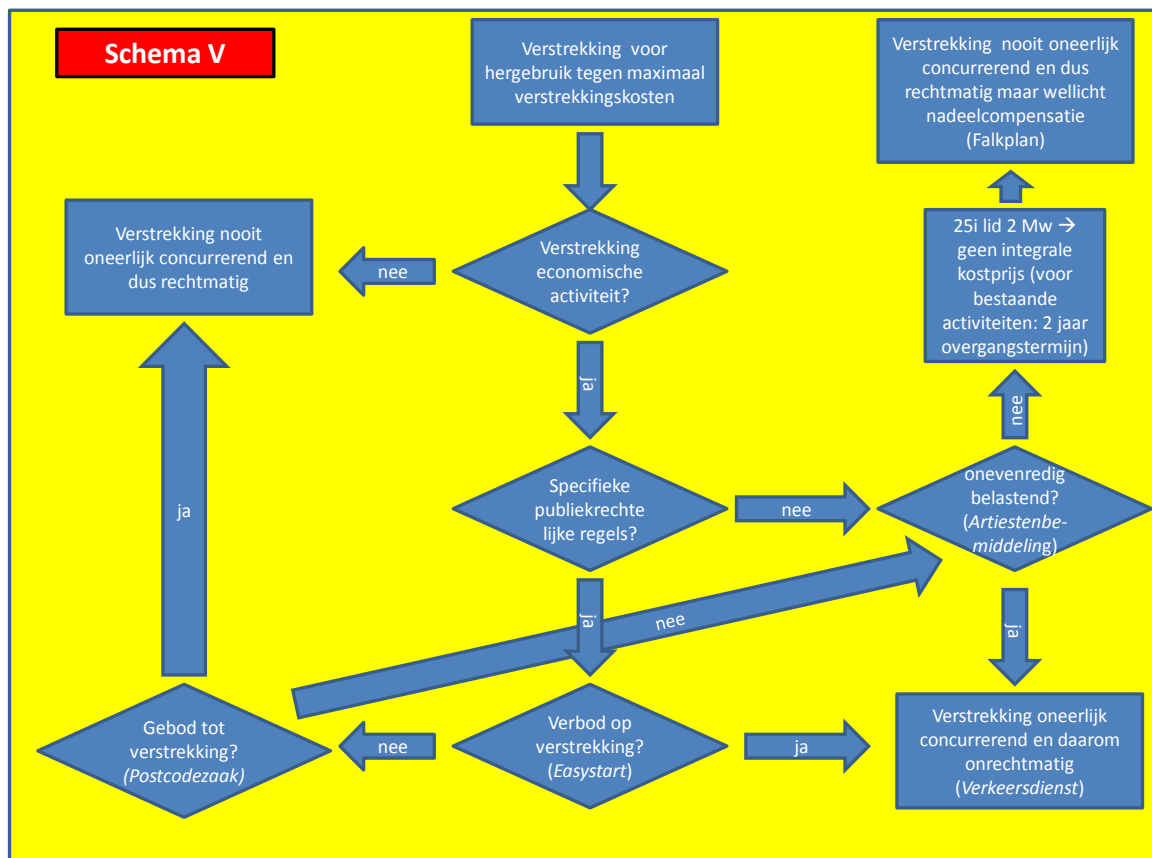 Schema V
Verstrekking voor
hergebruik tegen maximaal
verstrekkingskosten
Verstrekking nooit oneerlijk
concurrerend en dus
rechtmatig maar wellicht
nadeelcompensatie
(Falkplan)
Verstrekking nooit
oneerlijk concurrerend en
dus rechtmatig
nee
Verstrekking
economische
activiteit?
25i lid 2 Mw →
geen integrale
kostprijs (voor
bestaande
activiteiten: 2 jaar
overgangstermijn)
ja
nee
ja
Specifieke
publiekrechte
lijke regels?
nee
onevenredig
belastend?
(Artiestenbe-
middeling)
ja
nee
ja
Gebod tot
verstrekking?
(Postcodezaak)
nee
Verbod op
verstrekking?
(Easystart)
ja
Verstrekking oneerlijk
concurrerend en daarom
onrechtmatig
(Verkeersdienst)